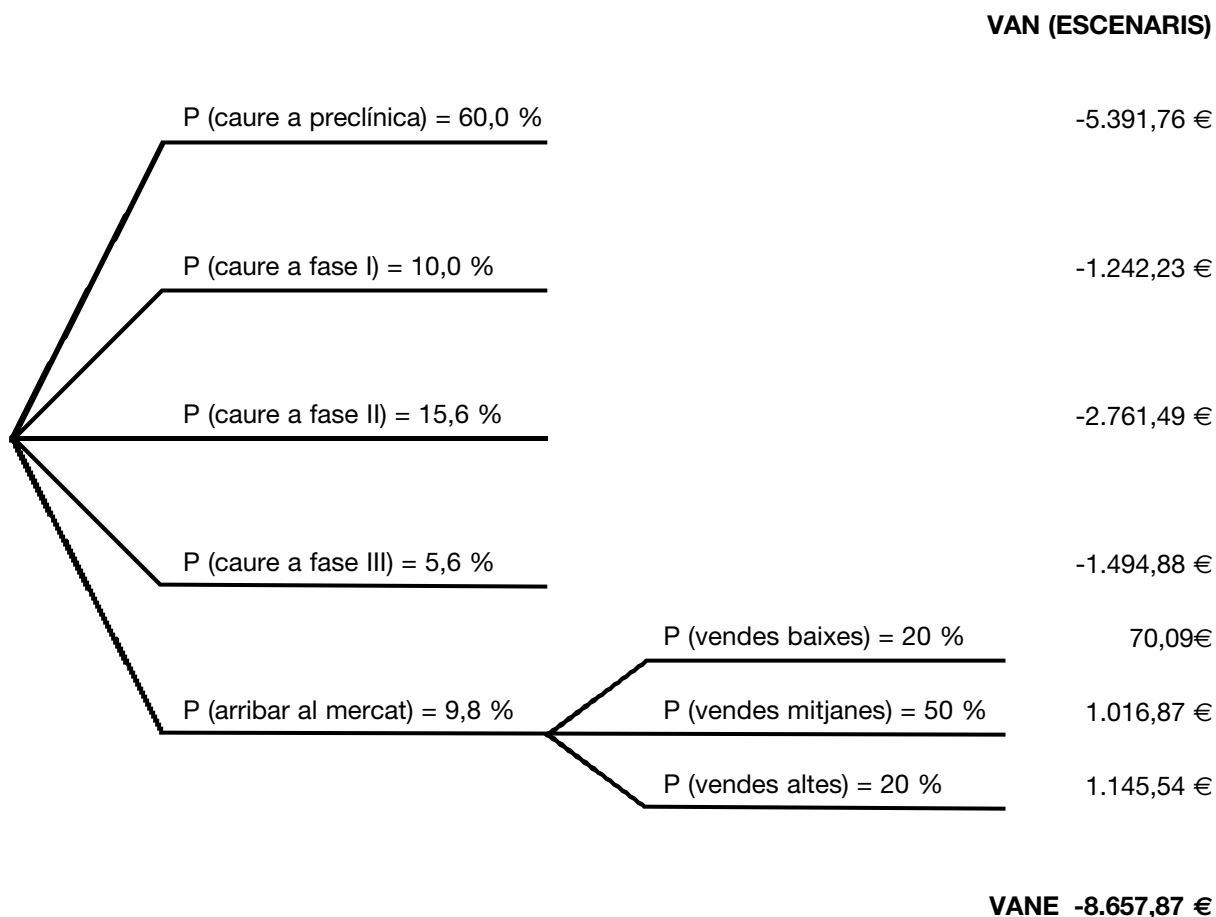 VAN (ESCENARIS)
P (caure a preclínica) = 60,0 % -5.391,76 €
P (caure a fase I) = 10,0 % -1.242,23 €
P (caure a fase II) = 15,6 % -2.761,49 €
P (caure a fase III) = 5,6 % -1.494,88 €
P (vendes baixes) = 20 % 70,09€
P (arribar al mercat) = 9,8 % P (vendes mitjanes) = 50 % 1.016,87 €
P (vendes altes) = 20 % 1.145,54 €
VANE -8.657,87 €